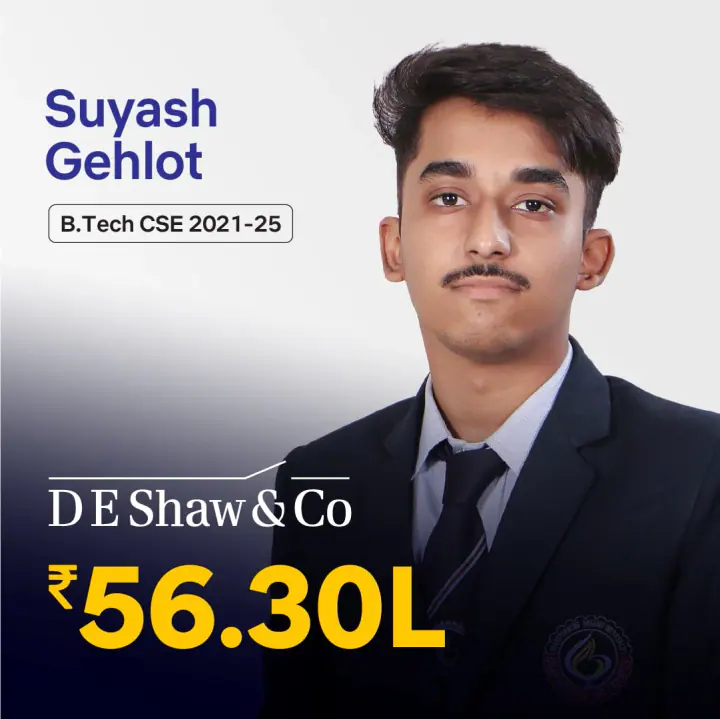 Suyash
Gehlot
B.Tech CSE 2021-25
D E Shaw & Co
₹56.30L